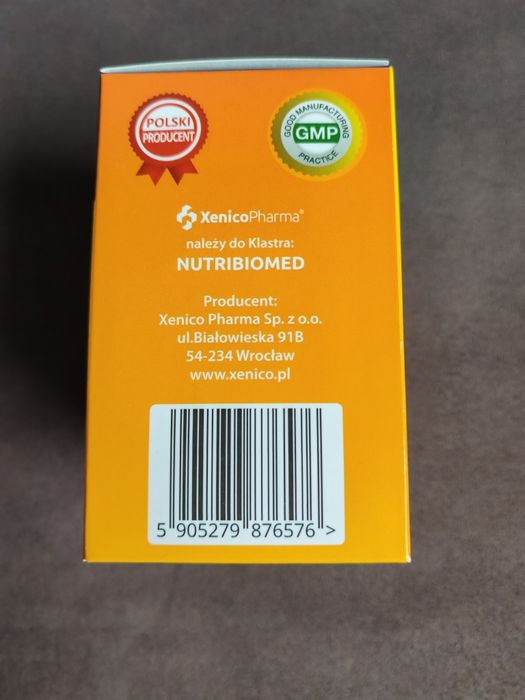 POLSKI
PRODUCENT
GOOD MANUFACTURING
GMP
PRACTICE
XenicoPharma®
należy do Klastra:
NUTRIBIOMED
Producent:
Xenico Pharma Sp. z o.o.
ul.Białowieska 91B
54-234 Wrocław
www.xenico.pl
5 905279 876576 >